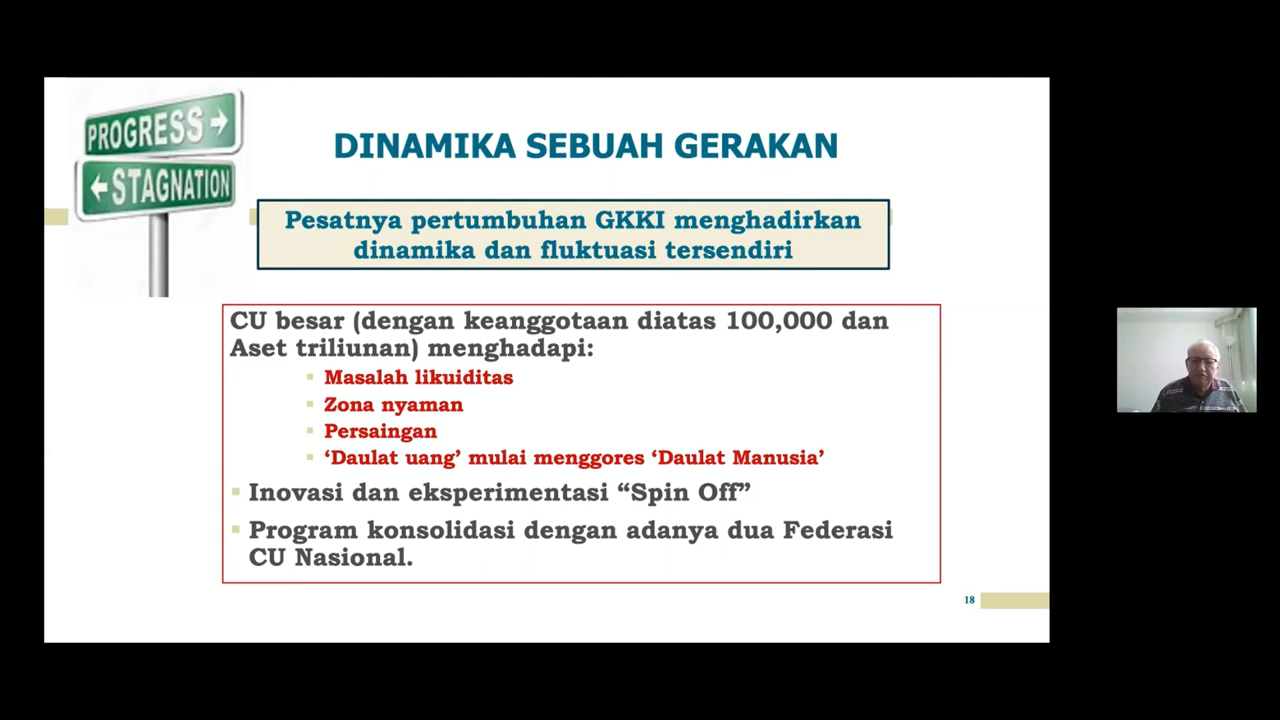 PROGRESS →
← STAGNATION
DINAMIKA SEBUAH GERAKAN
Pesatnya pertumbuhan GKKI menghadirkan
dinamika dan fluktuasi tersendiri
CU besar (dengan keanggotaan diatas 100,000 dan
Aset triliunan) menghadapi:
▪ Masalah likuiditas
▪ Zona nyaman
▪ Persaingan
▪ ‘Daulat uang’ mulai menggores ‘Daulat Manusia’
▪ Inovasi dan eksperimentasi “Spin Off”
▪ Program konsolidasi dengan adanya dua Federasi
CU Nasional.
18